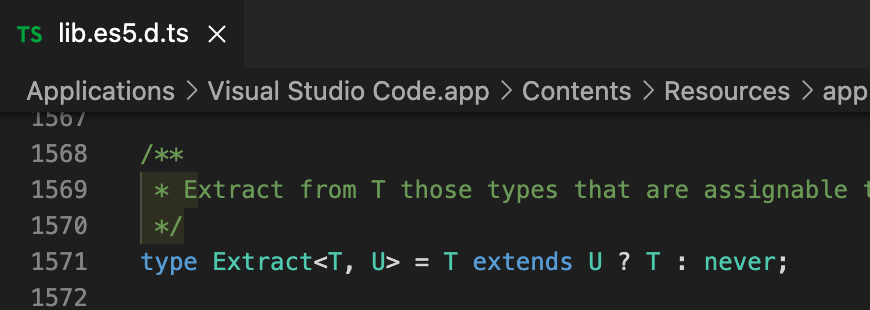 TS lib.es5.d.ts ×
Applications > Visual Studio Code.app > Contents > Resources > app
1567
1568 /**
1569 * Extract from T those types that are assignable
1570 */
1571 type Extract<T, U> = T extends U ? T : never;
1572